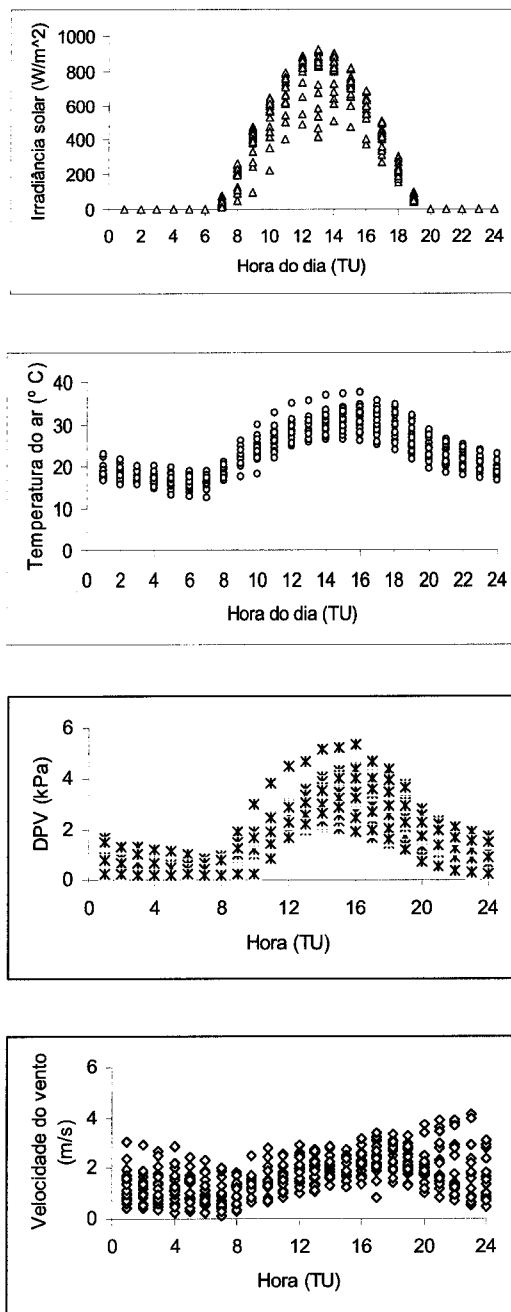 Irradiância solar (W/m^2)
1000
800
600
400
200
0
0 2 4 6 8 10 12 14 16 18 20 22 24
Hora do dia (TU)
Temperatura do ar (º C)
40
30
20
10
0
0 2 4 6 8 10 12 14 16 18 20 22 24
Hora do dia (TU)
DPV (kPa)
6
4
2
0
0 4 8 12 16 20 24
Hora (TU)
Velocidade do vento
(m/s)
6
4
2
0
0 4 8 12 16 20 24
Hora (TU)